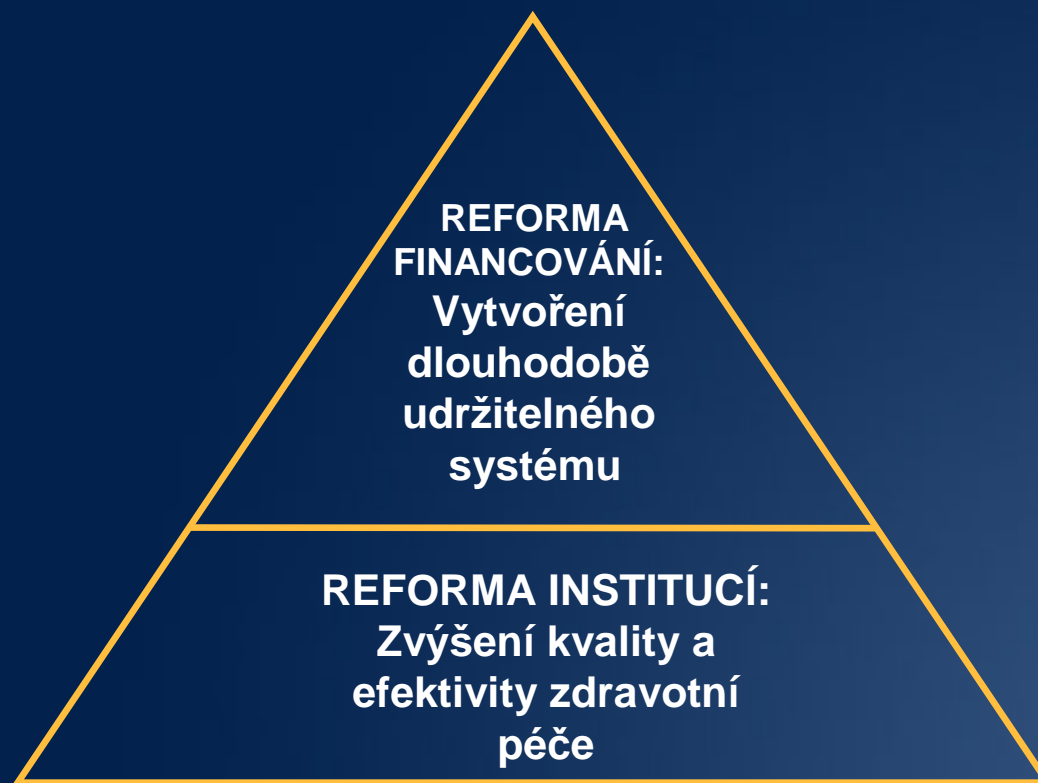 REFORMA
FINANCOVÁNÍ:
Vytvoření
dlouhodobě
udržitelného
systému
REFORMA INSTITUCÍ:
Zvýšení kvality a
efektivity zdravotní
péče